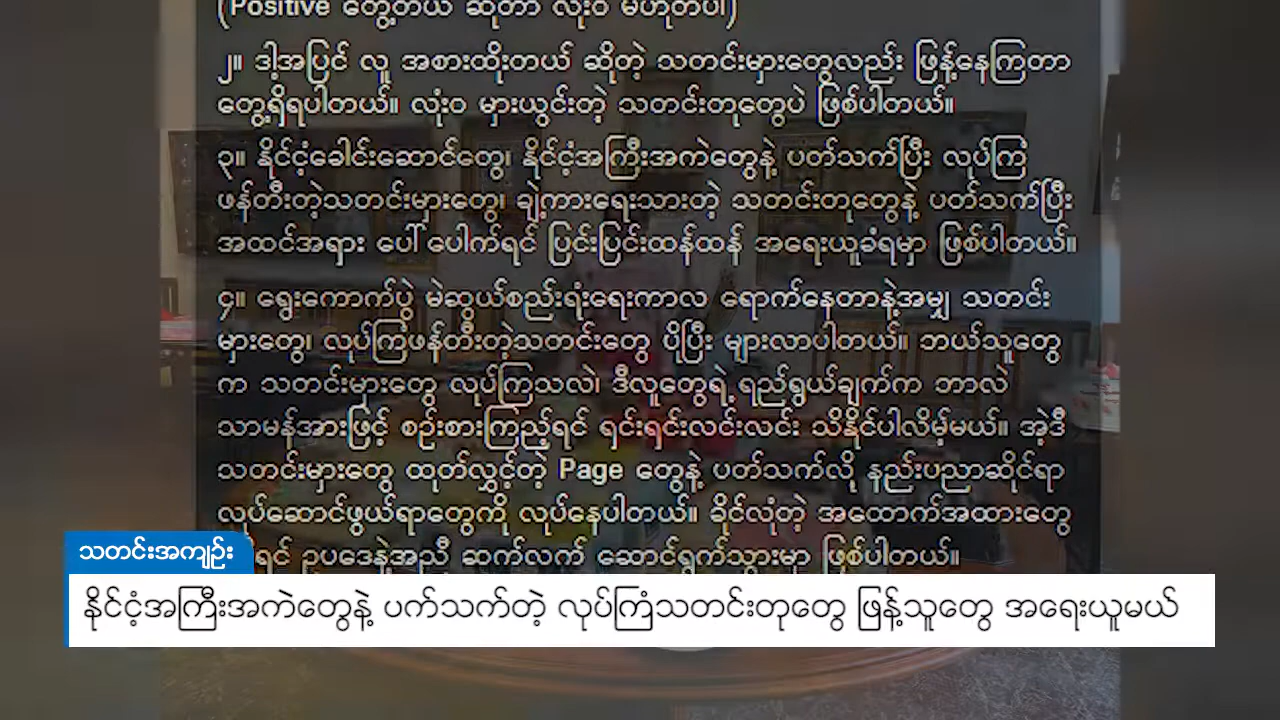 (Positive တွေ့တယ် ဆိုတာ လုံးဝ မဟုတ်ပါ)
၂။ ဒါ့အပြင် လူ အစားထိုးတယ် ဆိုတဲ့ သတင်းမှားတွေလည်း ဖြန့်နေကြတာ
တွေ့ရှိရပါတယ်။ လုံးဝ မှားယွင်းတဲ့ သတင်းတုတွေပဲ ဖြစ်ပါတယ်။
၃။ နိုင်ငံ့ခေါင်းဆောင်တွေ၊ နိုင်ငံ့အကြီးအကဲတွေနဲ့ ပတ်သက်ပြီး လုပ်ကြံ
ဖန်တီးတဲ့သတင်းမှားတွေ၊ ချဲ့ကားရေးသားတဲ့ သတင်းတုတွေနဲ့ ပတ်သက်ပြီး
အထင်အရှား ပေါ်ပေါက်ရင် ပြင်းပြင်းထန်ထန် အရေးယူခံရမှာ ဖြစ်ပါတယ်။
၄။ ရွေးကောက်ပွဲ မဲဆွယ်စည်းရုံးရေးကာလ ရောက်နေတာနဲ့အမျှ သတင်း
မှားတွေ၊ လုပ်ကြံဖန်တီးတဲ့သတင်းတွေ ပိုပြီး များလာပါတယ်။ ဘယ်သူတွေ
က သတင်းမှားတွေ လုပ်ကြံသလဲ၊ ဒီလူတွေရဲ့ ရည်ရွယ်ချက်က ဘာလဲ
သာမန်အားဖြင့် စဉ်းစားကြည့်ရင် ရှင်းရှင်းလင်းလင်း သိနိုင်ပါလိမ့်မယ်။ အဲ့ဒီ
သတင်းမှားတွေ ထုတ်လွှင့်တဲ့ Page တွေနဲ့ ပတ်သက်လို့ နည်းပညာဆိုင်ရာ
လုပ်ဆောင်ဖွယ်ရာတွေကို လုပ်နေပါတယ်။ ခိုင်လုံတဲ့ အထောက်အထားတွေ
ရင် ဥပဒေနဲ့အညီ ဆက်လက် ဆောင်ရွက်သွားမှာ ဖြစ်ပါတယ်။
သတင်းအကျဉ်း
နိုင်ငံ့အကြီးအကဲတွေနဲ့ ပက်သက်တဲ့ လုပ်ကြံသတင်းတုတွေ ဖြန့်သူတွေ အရေးယူမယ်